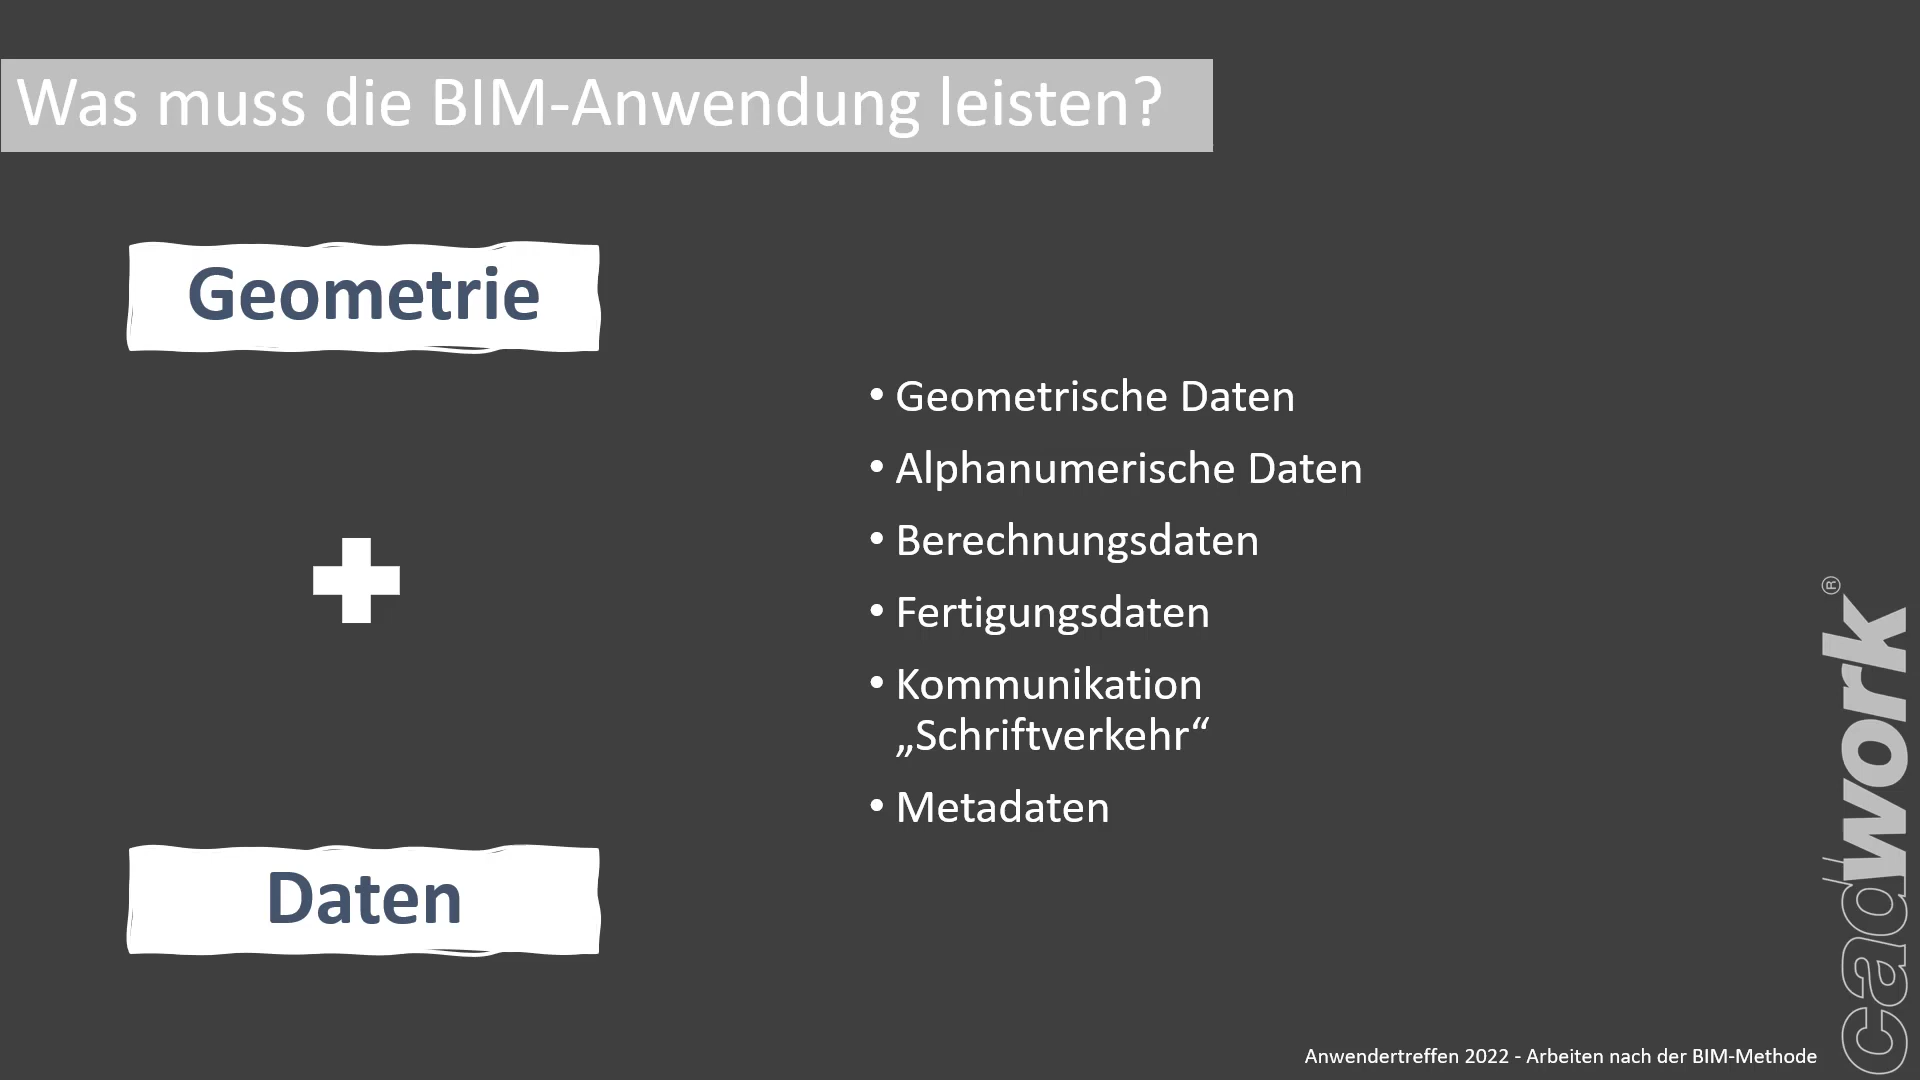 Was muss die BIM-Anwendung leisten?
Geometrie
Daten
• Geometrische Daten
• Alphanumerische Daten
• Berechnungsdaten
• Fertigungsdaten
• Kommunikation
„Schriftverkehr“
• Metadaten
cadwork®
Anwendertreffen 2022 - Arbeiten nach der BIM-Methode